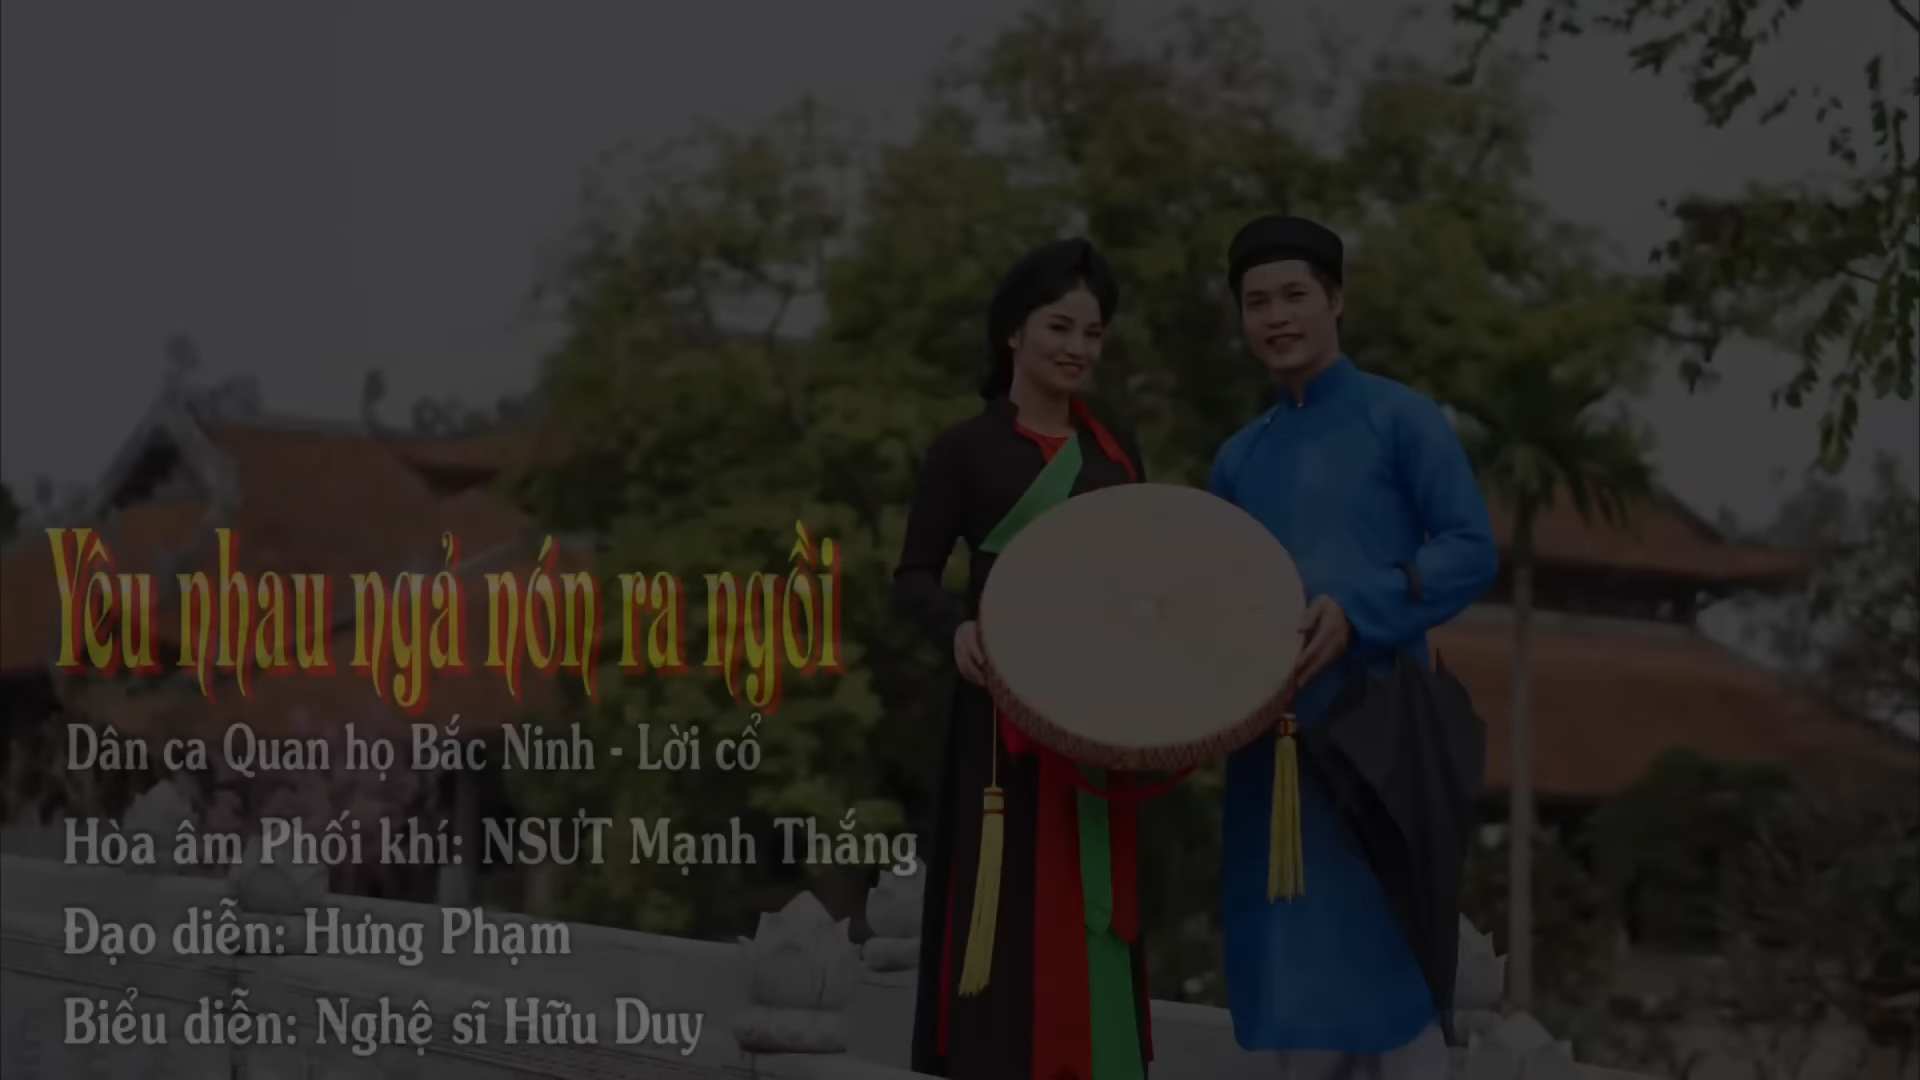 Yêu nhau ngả nón ra ngồi
Dân ca Quan họ Bắc Ninh - Lời cổ
Hòa âm Phối khí: NSƯT Mạnh Thắng
Đạo diễn: Hưng Phạm
Biểu diễn: Nghệ sĩ Hữu Duy